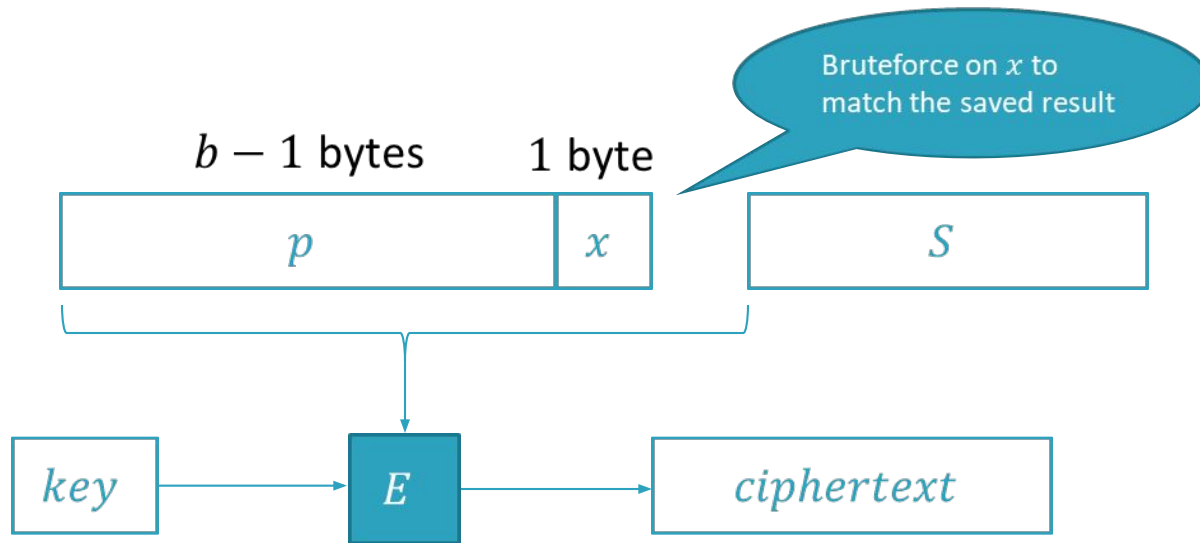 Bruteforce on x to
match the saved result
b − 1 bytes
1 byte
p
x
S
key
E
ciphertext